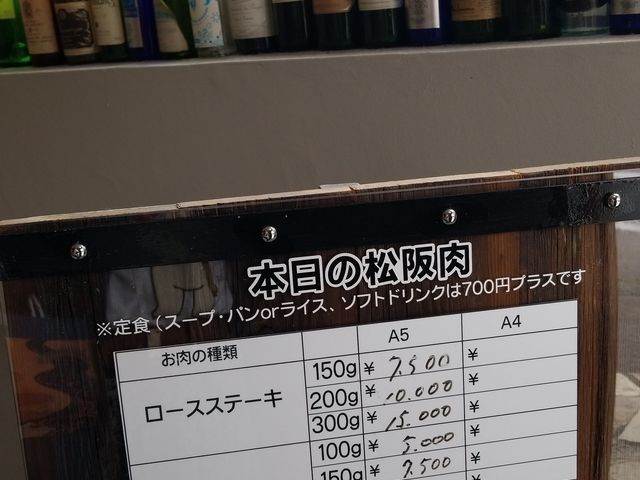 本日の松阪肉
※定食(スープ・パンorライス、ソフトドリンクは700円プラスです
お肉の種類 A5 A4
ロースステーキ 150g ¥ 7.500 ¥
200g ¥ 10.000 ¥
300g ¥ 15.000 ¥
100g ¥ 5.000 ¥
150g ¥ 7.500 ¥